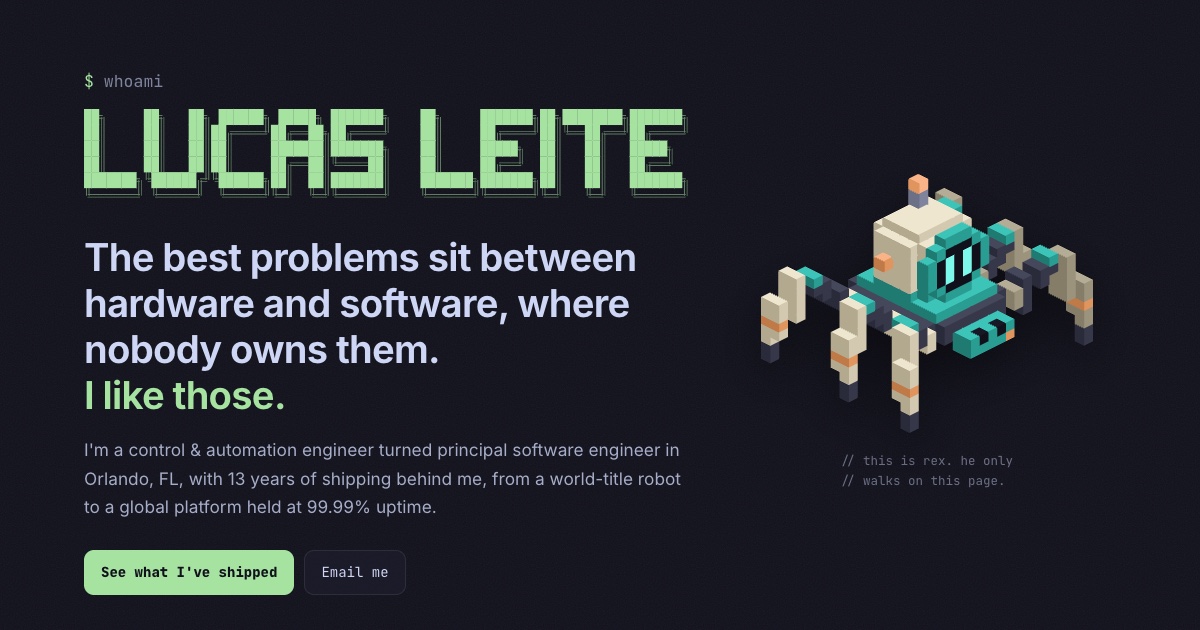 $ whoami
LUCAS LEITE
The best problems sit between
hardware and software, where
nobody owns them.
I like those.
I'm a control & automation engineer turned principal software engineer in
Orlando, FL, with 13 years of shipping behind me, from a world-title robot
to a global platform held at 99.99% uptime.
// this is rex. he only
// walks on this page.
See what I've shipped
Email me